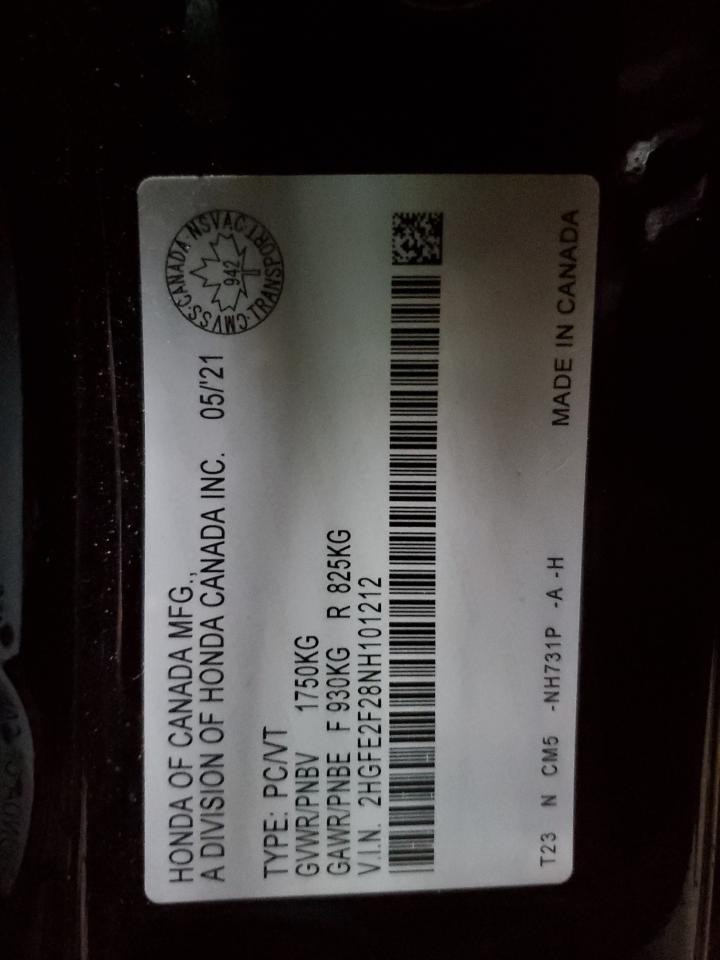 HONDA OF CANADA MFG.,
A DIVISION OF HONDA CANADA INC. 05/'21
CMVSS·CANADA·NSVAC·TRANSPORT·
942
TYPE: PC/VT
GVWR/PNBV 1750KG
GAWR/PNBE F 930KG R 825KG
V.I.N. 2HGFE2F28NH101212
T23 N CM5 -NH731P -A -H MADE IN CANADA